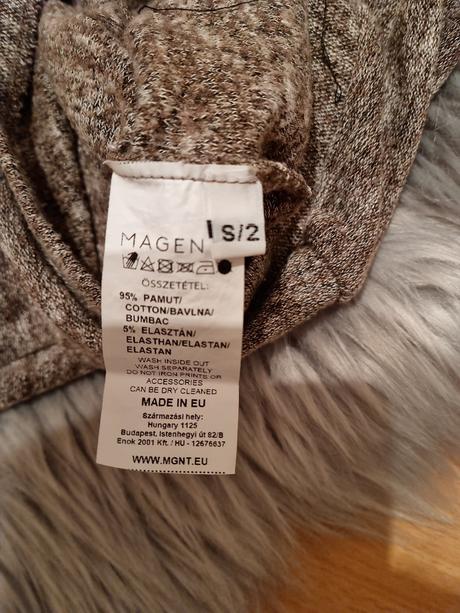 MAGEN
S/2
ÖSSZETÉTEL:
95% PAMUT/
COTTON/BAVLNA/
BUMBAC
5% ELASZTÁN/
ELASTHAN/ELASTAN/
ELASTAN
WASH INSIDE OUT
WASH SEPARATELY
DO NOT IRON PRINTS OR
ACCESSORIES
CAN BE DRY CLEANED
MADE IN EU
Származási hely:
Hungary 1125
Budapest, Istenhegyi út 82/B
Enok 2001 Kft. / HU - 12676637
WWW.MGNT.EU